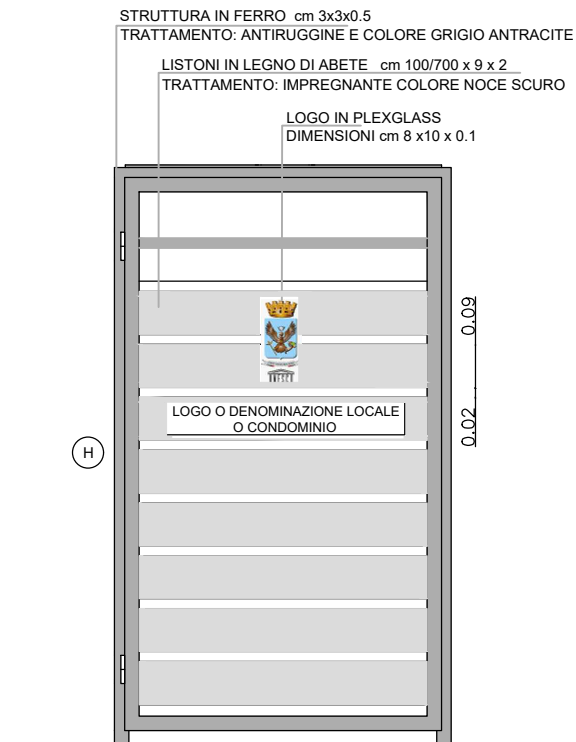 STRUTTURA IN FERRO cm 3x3x0.5
TRATTAMENTO: ANTIRUGGINE E COLORE GRIGIO ANTRACITE
LISTONI IN LEGNO DI ABETE cm 100/700 x 9 x 2
TRATTAMENTO: IMPREGNANTE COLORE NOCE SCURO
LOGO IN PLEXGLASS
DIMENSIONI cm 8 x10 x 0.1
0.09
LOGO O DENOMINAZIONE LOCALE
O CONDOMINIO
0.02
H